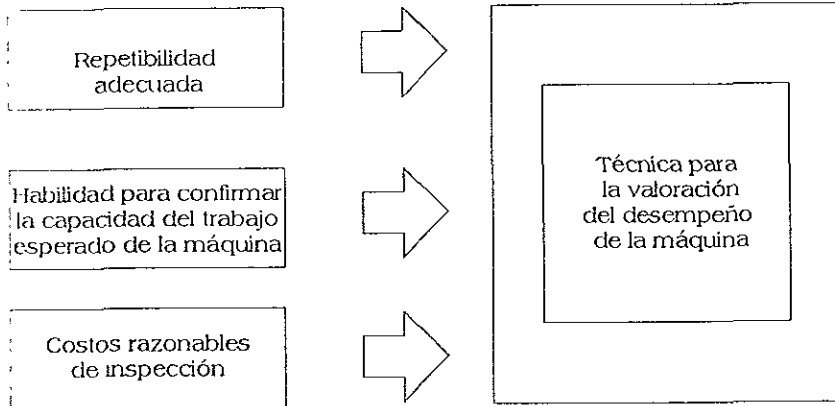 Repetibilidad
adecuada
Habilidad para confirmar
la capacidad del trabajo
esperado de la máquina
Costos razonables
de inspección
Técnica para
la valoración
del desempeño
de la máquina